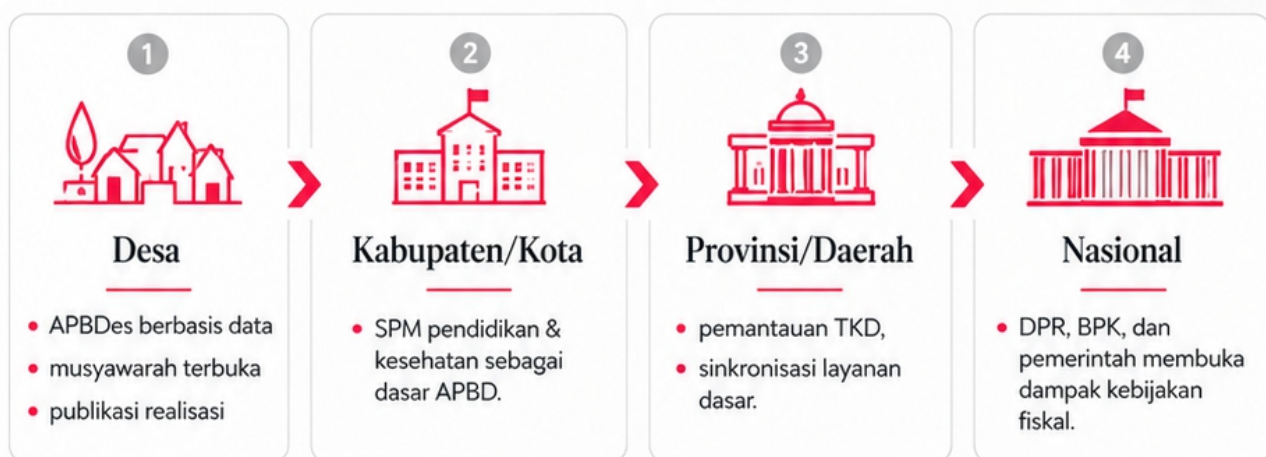 1
Desa
APBDes berbasis data
musyawarah terbuka
publikasi realisasi
2
Kabupaten/Kota
SPM pendidikan &
kesehatan sebagai
dasar APBD.
3
Provinsi/Daerah
pemantauan TKD,
sinkronisasi layanan
dasar.
4
Nasional
DPR, BPK, dan
pemerintah membuka
dampak kebijakan
fiskal.